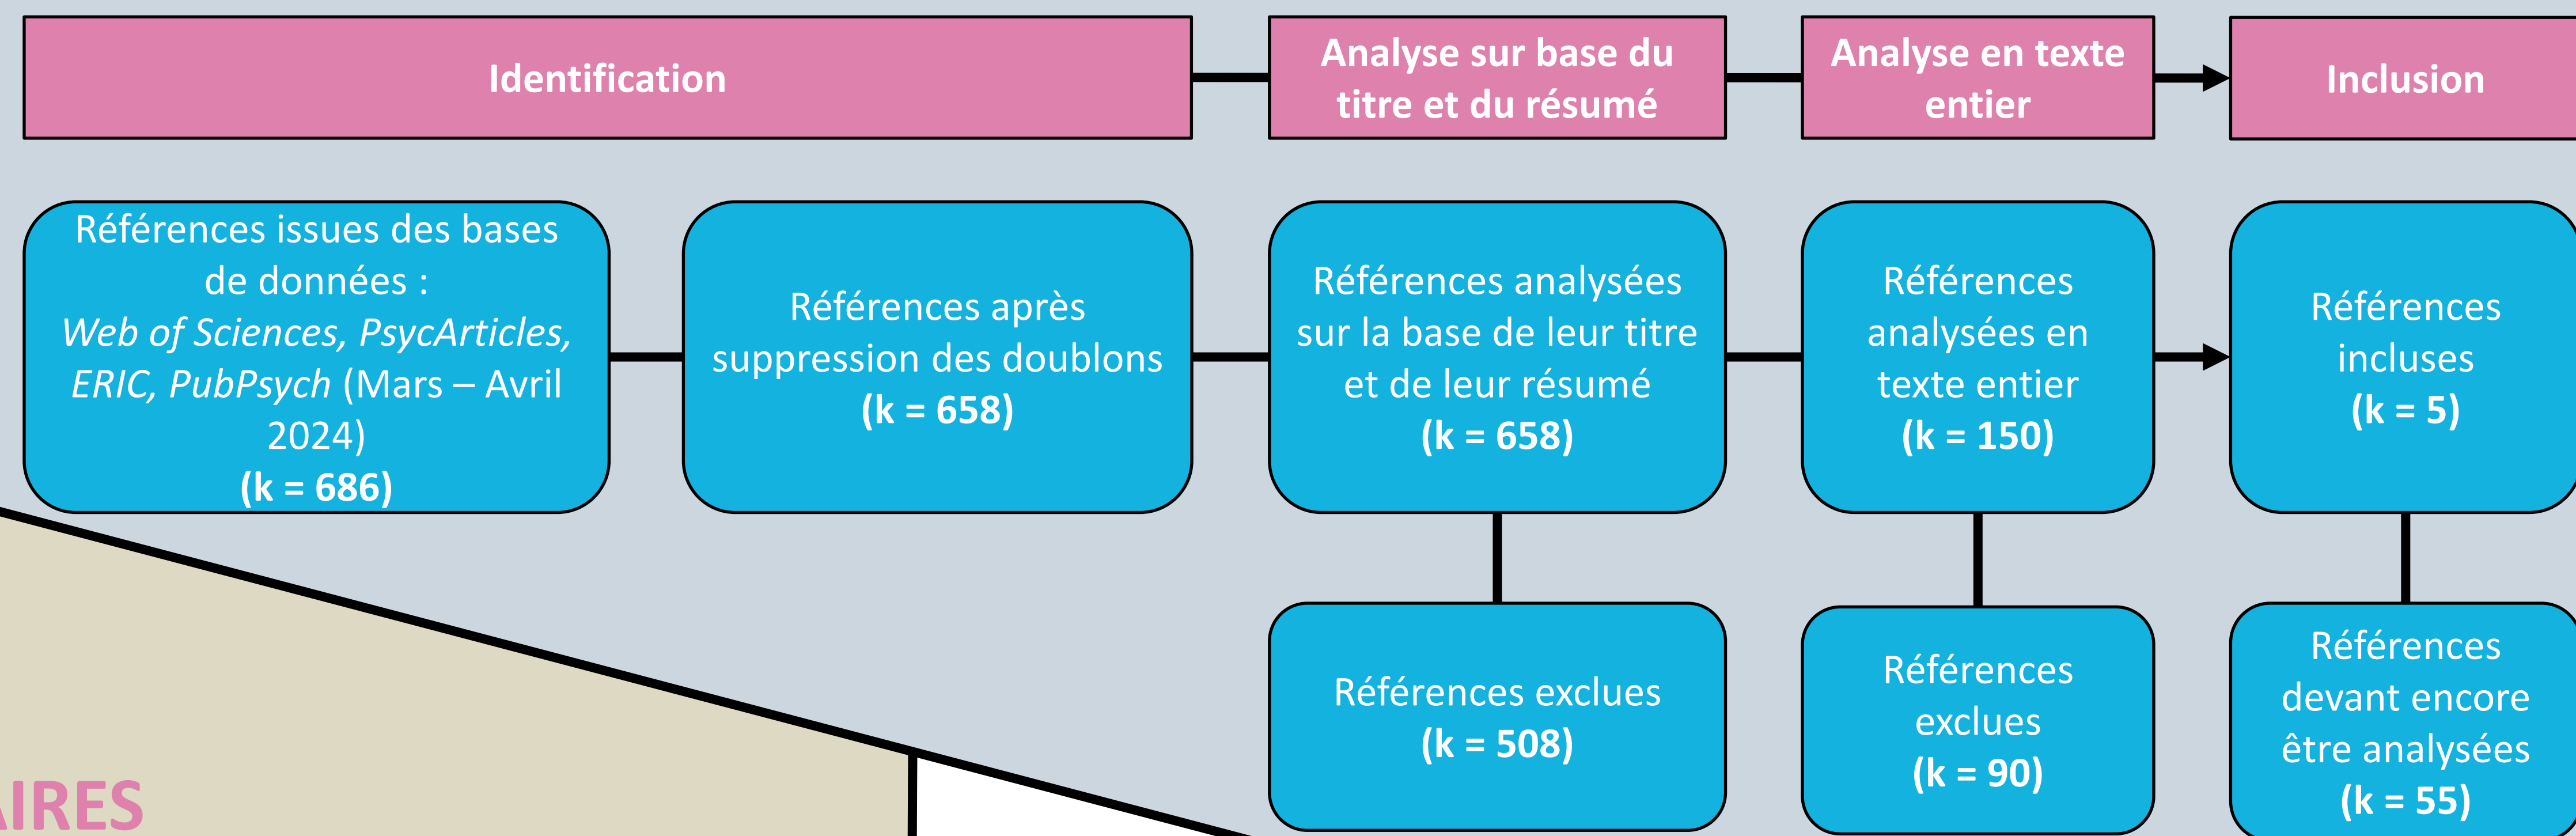 Identification
Analyse sur base du
titre et du résumé
Analyse en texte
entier
Inclusion
Références issues des bases
de données :
Web of Sciences, PsycArticles,
ERIC, PubPsych (Mars – Avril
2024)
(k = 686)
Références après
suppression des doublons
(k = 658)
Références analysées
sur la base de leur titre
et de leur résumé
(k = 658)
Références
analysées en
texte entier
(k = 150)
Références
incluses
(k = 5)
Références exclues
(k = 508)
Références
exclues
(k = 90)
Références
devant encore
être analysées
(k = 55)
AIRES